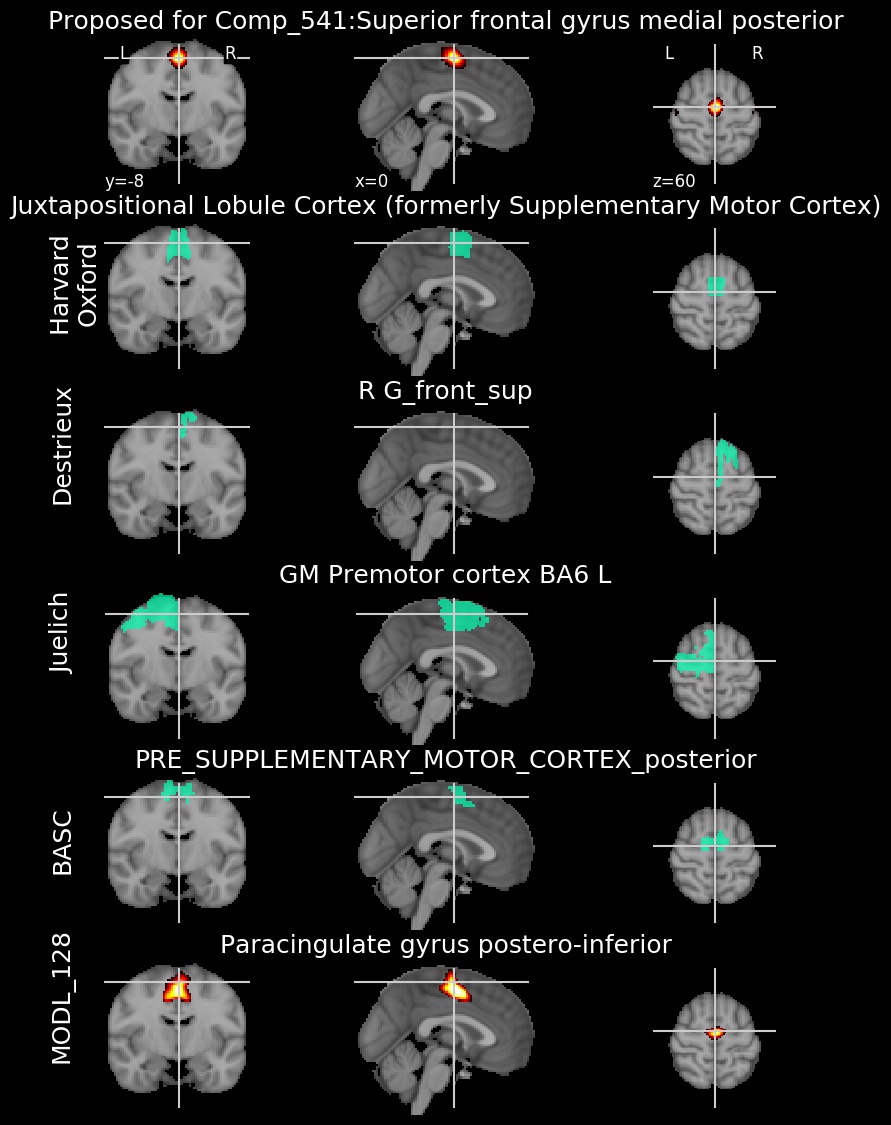 Proposed for Comp_541:Superior frontal gyrus medial posterior
L R L R
y=-8 x=0 z=60
Juxtapositional Lobule Cortex (formerly Supplementary Motor Cortex)
Harvard
Oxford
R G_front_sup
Destrieux
GM Premotor cortex BA6 L
Juelich
PRE_SUPPLEMENTARY_MOTOR_CORTEX_posterior
BASC
Paracingulate gyrus postero-inferior
MODL_128